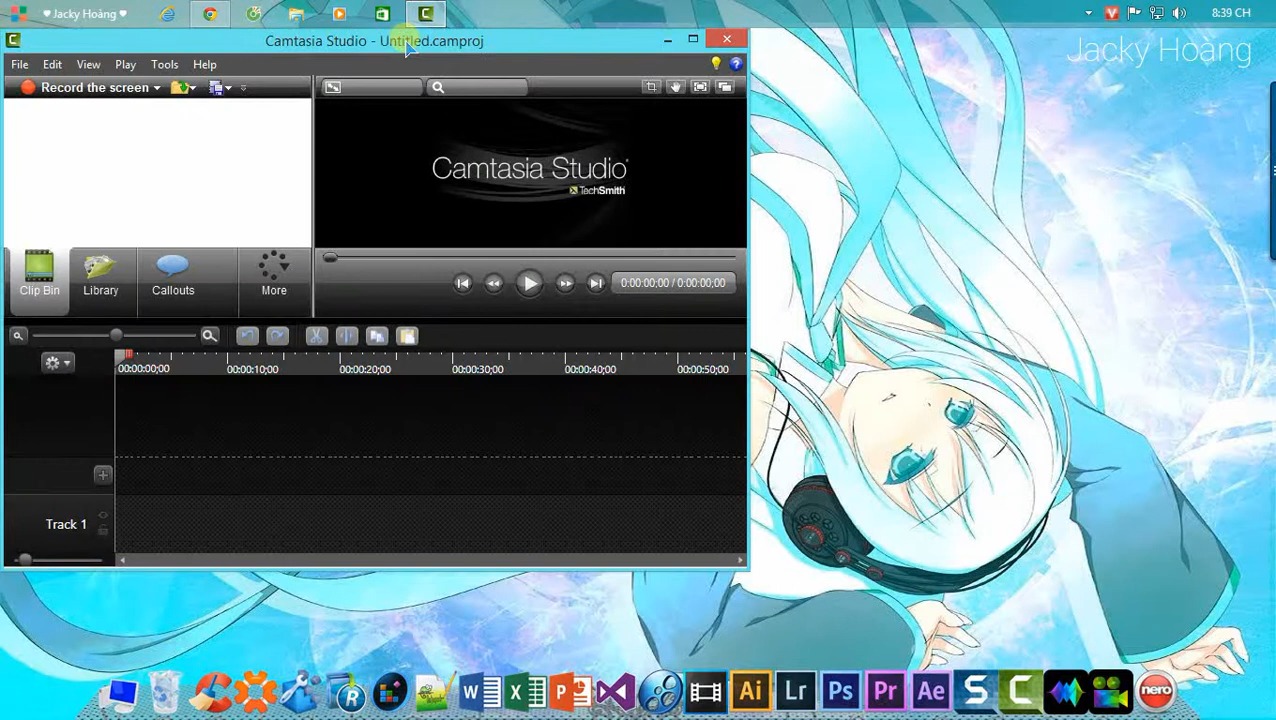 ♥ Jacky Hoàng ♥
8:39 CH
Camtasia Studio - Untitled.camproj
Jacky Hoàng
File Edit View Play Tools Help
Record the screen
Camtasia Studio
TechSmith
Clip Bin Library Callouts More
0:00:00;00 / 0:00:00;00
00:00:00;00 00:00:10;00 00:00:20;00 00:00:30;00 00:00:40;00 00:00:50;00
Track 1
W X P Ai Lr Ps Pr Ae S C nero